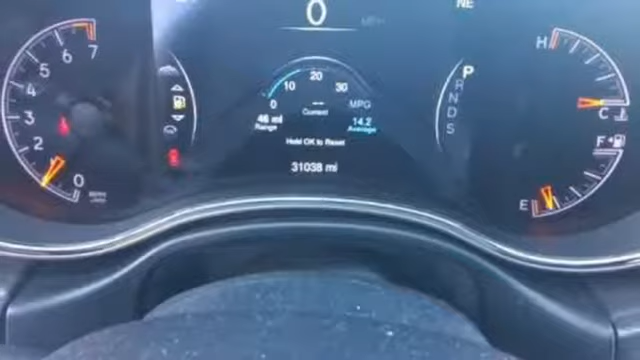 0 MPH
NE
7
6
5
4
3
2
1
0
0 10 20 30
--
Current
MPG
46 mi
Range
14.2
Average
Hold OK to Reset
31038 mi
P
R
N
D
S
H
C
F
E